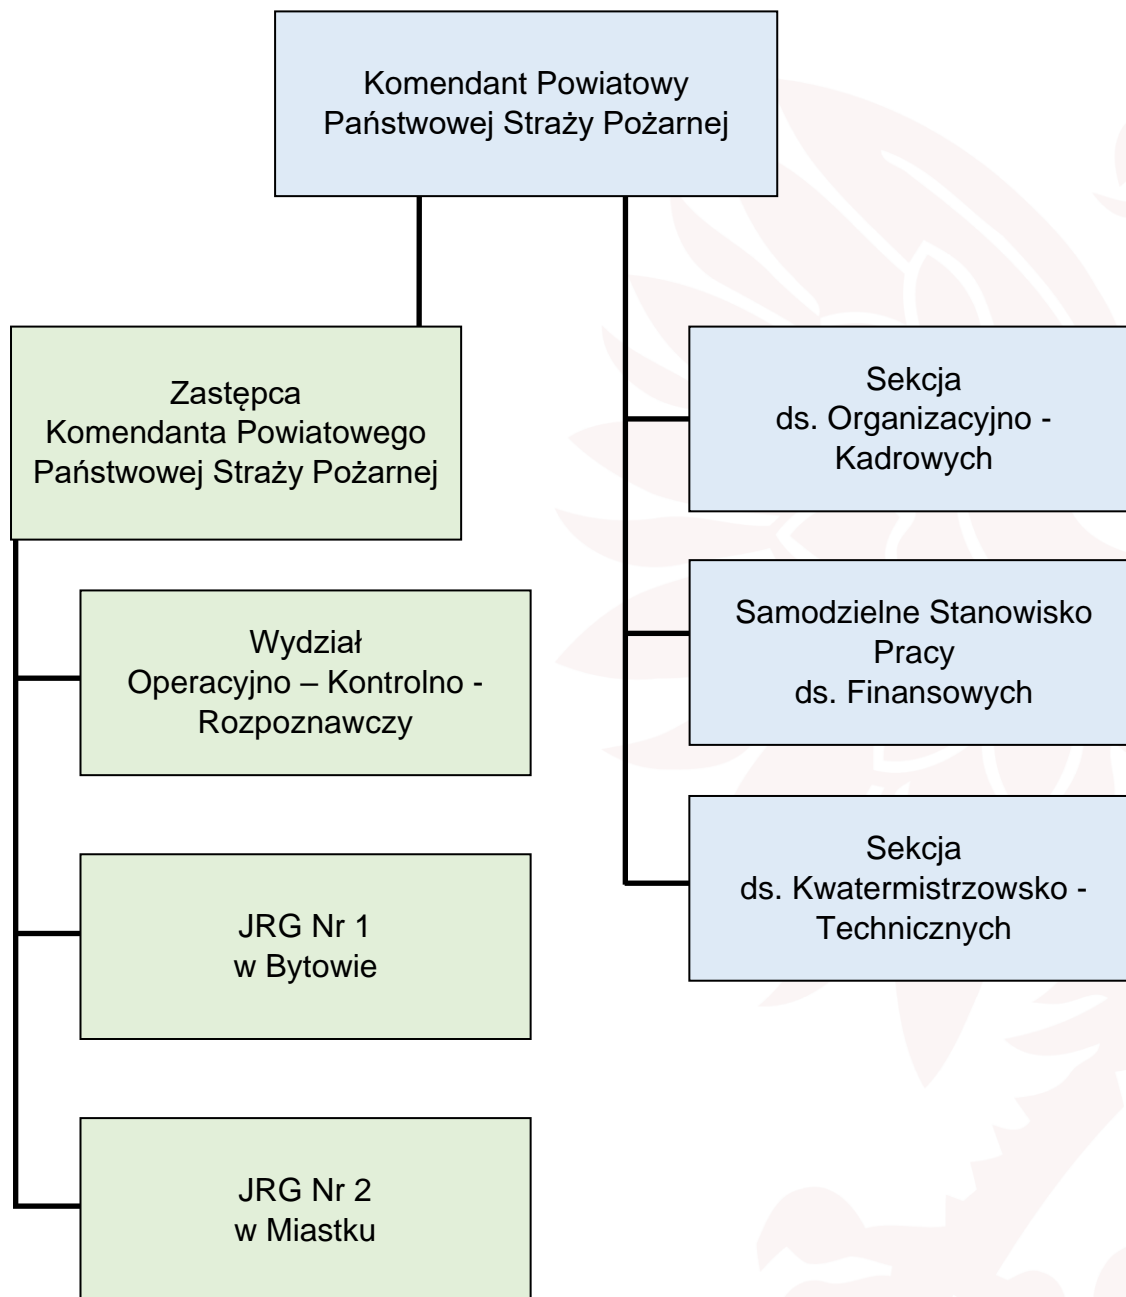 Komendant Powiatowy
Państwowej Straży Pożarnej
Zastępca
Komendanta Powiatowego
Państwowej Straży Pożarnej
Wydział
Operacyjno – Kontrolno -
Rozpoznawczy
JRG Nr 1
w Bytowie
JRG Nr 2
w Miastku
Sekcja
ds. Organizacyjno -
Kadrowych
Samodzielne Stanowisko
Pracy
ds. Finansowych
Sekcja
ds. Kwatermistrzowsko -
Technicznych